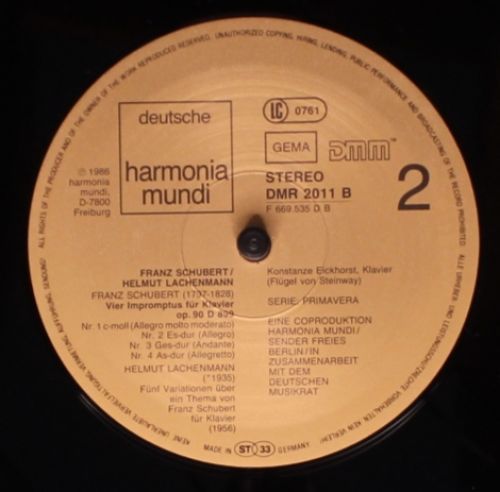 ALL RIGHTS OF THE PRODUCER AND OF THE OWNER OF THE WORK REPRODUCED RESERVED. UNAUTHORIZED COPYING, HIRING, LENDING, PUBLIC PERFORMANCE AND BROADCASTING OF THE RECORD PROHIBITED.
deutsche
harmonia
mundi
LC 0761
GEMA DMM™
STEREO
DMR 2011 B
F 669.535 D B
2
℗ 1986
harmonia
mundi,
D-7800
Freiburg
FRANZ SCHUBERT/
HELMUT LACHENMANN
FRANZ SCHUBERT (1797-1828)
Vier Impromptus für Klavier
op. 90 D 899
Nr. 1 c-moll (Allegro molto moderato)
Nr. 2 Es-dur (Allegro)
Nr. 3 Ges-dur (Andante)
Nr. 4 As-dur (Allegretto)
HELMUT LACHENMANN
(*1935)
Fünf Variationen über
ein Thema von
Franz Schubert
für Klavier
(1956)
Konstanze Eickhorst, Klavier
(Flügel von Steinway)
SERIE: PRIMAVERA
EINE COPRODUKTION
HARMONIA MUNDI/
SENDER FREIES
BERLIN/IN
ZUSAMMENARBEIT
MIT DEM
DEUTSCHEN
MUSIKRAT
MADE IN ST 33 GERMANY